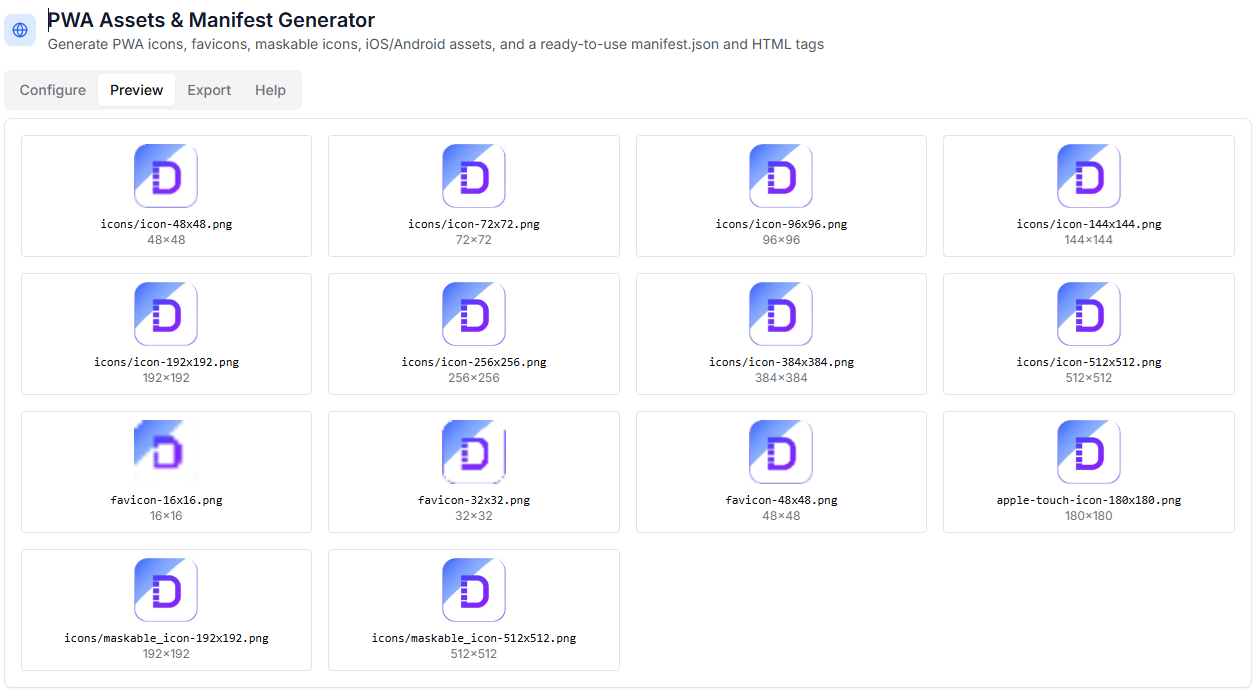 PWA Assets & Manifest Generator
Generate PWA icons, favicons, maskable icons, iOS/Android assets, and a ready-to-use manifest.json and HTML tags
Configure Preview Export Help
D D D D
icons/icon-48x48.png icons/icon-72x72.png icons/icon-96x96.png icons/icon-144x144.png
48×48 72×72 96×96 144×144
D D D D
icons/icon-192x192.png icons/icon-256x256.png icons/icon-384x384.png icons/icon-512x512.png
192×192 256×256 384×384 512×512
D D D D
favicon-16x16.png favicon-32x32.png favicon-48x48.png apple-touch-icon-180x180.png
16×16 32×32 48×48 180×180
D D
icons/maskable_icon-192x192.png icons/maskable_icon-512x512.png
192×192 512×512